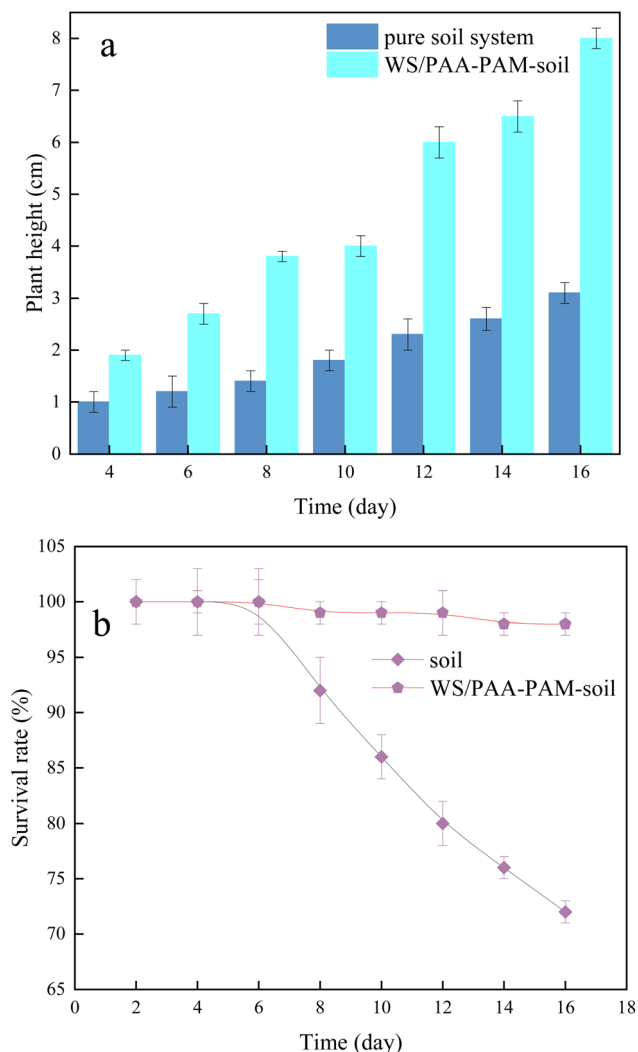 a
pure soil system
WS/PAA-PAM-soil
8
7
6
5
4
3
2
1
0
Plant height (cm)
4 6 8 10 12 14 16
Time (day)
105
100
95
90
85
80
75
70
65
b
soil
WS/PAA-PAM-soil
Survival rate (%)
0 2 4 6 8 10 12 14 16 18
Time (day)